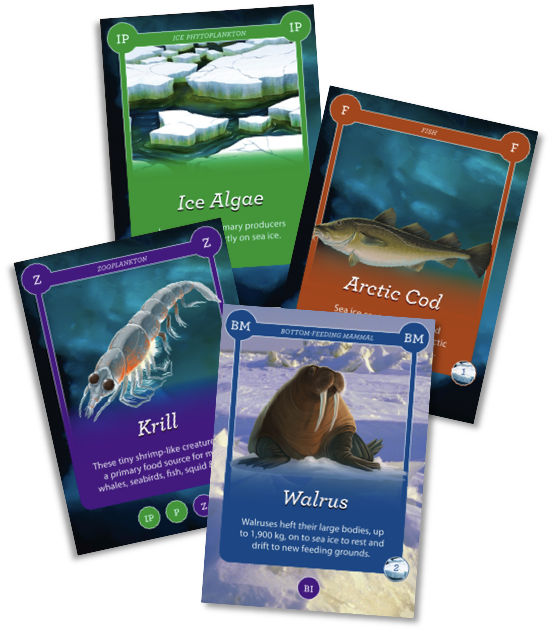 IP
ICE PHYTOPLANKTON
IP
Ice Algae
mary producers
tly on sea ice.
F
FISH
F
Arctic Cod
Sea ice
1
Z
ZOOPLANKTON
Z
Krill
These tiny shrimp-like creature
a primary food source for m
whales, seabirds, fish, squid
IP
P
Z
BM
BOTTOM-FEEDING MAMMAL
BM
Walrus
Walruses heft their large bodies, up
to 1,900 kg, on to sea ice to rest and
drift to new feeding grounds.
2
BI